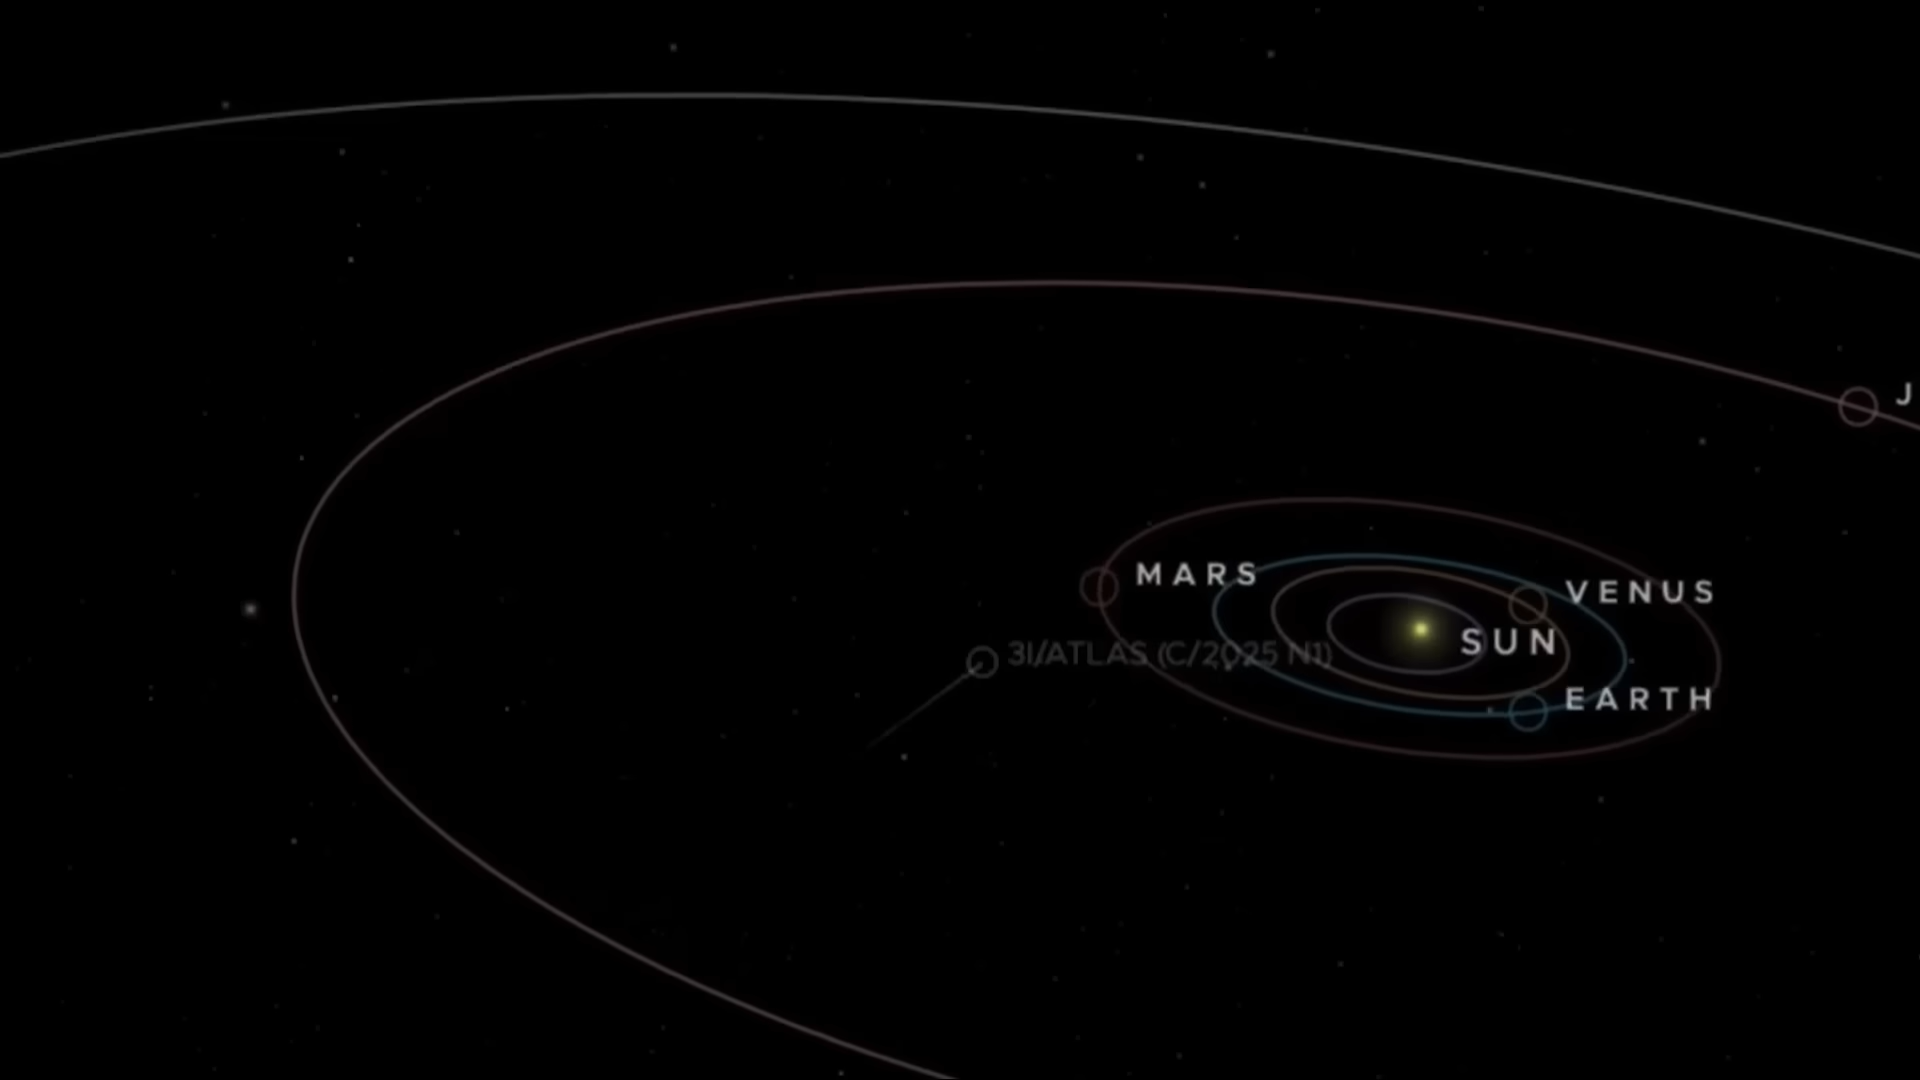 J
MARS
VENUS
SUN
3I/ATLAS (C/2025 N1)
EARTH